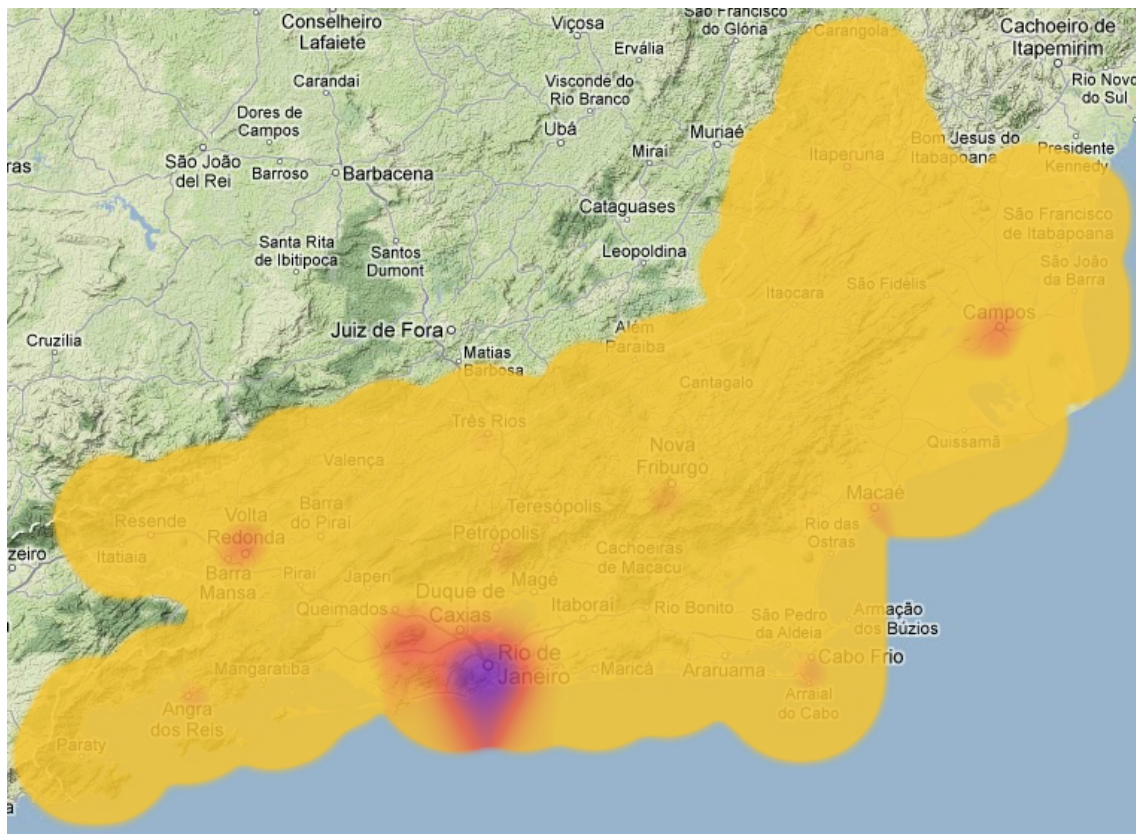 Conselheiro
Lafaiete
Viçosa
São Francisco
do Glória
Carangola
Cachoeiro de
Itapemirim
Ervália
Carandaí
Visconde do
Rio Branco
Rio Novo
do Sul
Dores de
Campos
Ubá
Muriaé
Bom Jesus do
Itabapoana
Presidente
Kennedy
São João
del Rei
Barroso
Barbacena
Mirai
Itaperuna
ras
Cataguases
São Francisco
de Itabapoana
Santa Rita
de Ibitipoca
Santos
Dumont
Leopoldina
São João
da Barra
Itaocara
São Fidélis
Campos
Cruzília
Juiz de Fora
Além
Paraiba
Matias
Barbosa
Cantagalo
Três Rios
Quissamã
Nova
Friburgo
Valença
Macaé
Resende
Volta
Redonda
Barra
do Piraí
Teresópolis
Petrópolis
Rio das
Ostras
zeiro
Itatiaia
Cachoeiras
de Macacu
Barra
Mansa
Pirai
Japeri
Magé
Duque de
Caxias
Queimados
Itaboraí
Rio Bonito
São Pedro
da Aldeia
Armação
dos Búzios
Rio de
Janeiro
Mangaratiba
Maricá
Araruama
Cabo Frio
Arraial
do Cabo
Angra
dos Reis
Paraty
a